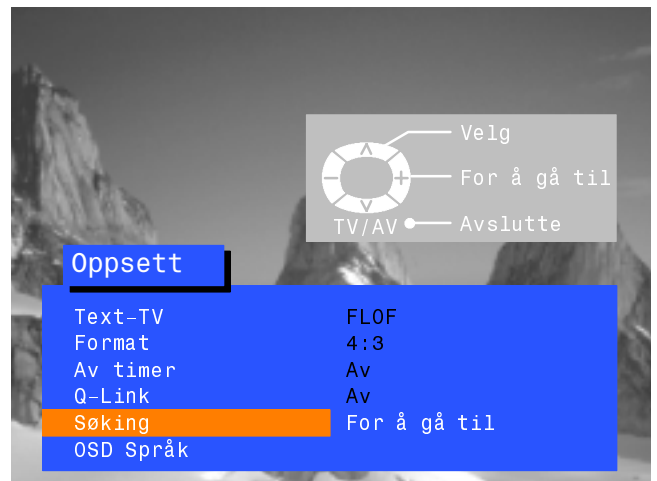 Velg
For å gå til
TV/AV Avslutte
Oppsett
Text-TV FLOF
Format 4:3
Av timer Av
Q-Link Av
Søking For å gå til
OSD Språk